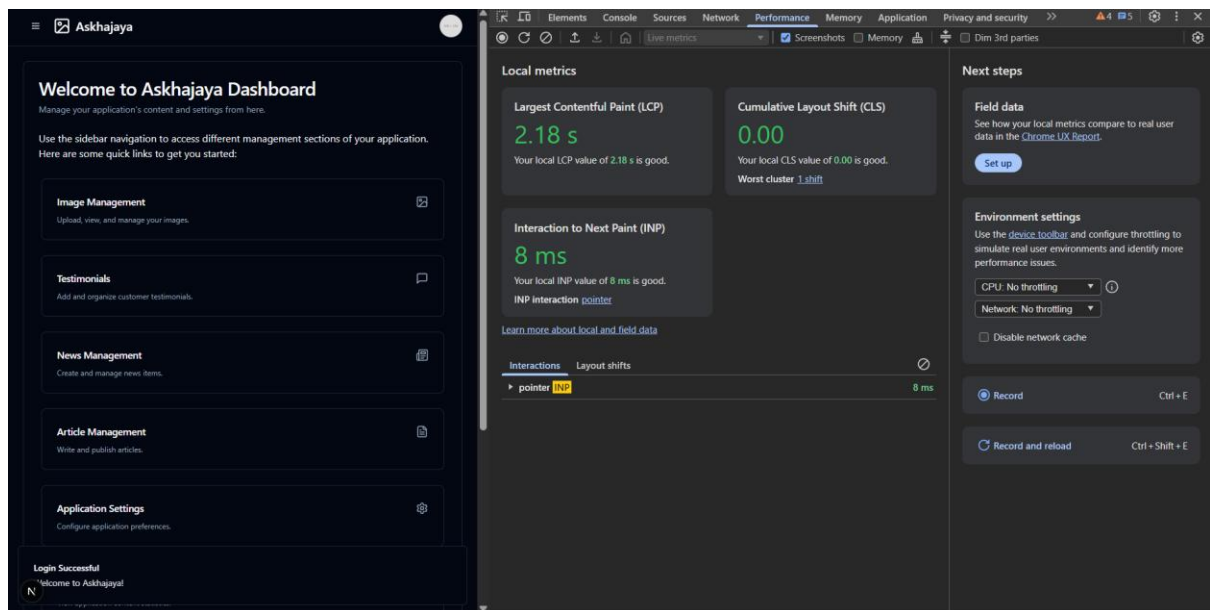 Askhajaya
Welcome to Askhajaya Dashboard
Manage your application's content and settings from here.
Use the sidebar navigation to access different management sections of your application.
Here are some quick links to get you started:
Image Management
Upload, view, and manage your images.
Testimonials
Add and organize customer testimonials.
News Management
Create and manage news items.
Article Management
Write and publish articles.
Application Settings
Configure application preferences.
Login Successful
Welcome to Askhajaya!
N
Elements Console Sources Network Performance Memory Application Privacy and security 4 5
Live metrics Screenshots Memory Dim 3rd parties
Local metrics
Largest Contentful Paint (LCP)
2.18 s
Your local LCP value of 2.18 s is good.
Cumulative Layout Shift (CLS)
0.00
Your local CLS value of 0.00 is good.
Worst cluster 1 shift
Interaction to Next Paint (INP)
8 ms
Your local INP value of 8 ms is good.
INP interaction pointer
Learn more about local and field data
Interactions Layout shifts
pointer INP 8 ms
Next steps
Field data
See how your local metrics compare to real user
data in the Chrome UX Report.
Set up
Environment settings
Use the device toolbar and configure throttling to
simulate real user environments and identify more
performance issues.
CPU: No throttling
Network: No throttling
Disable network cache
Record Ctrl + E
Record and reload Ctrl + Shift + E